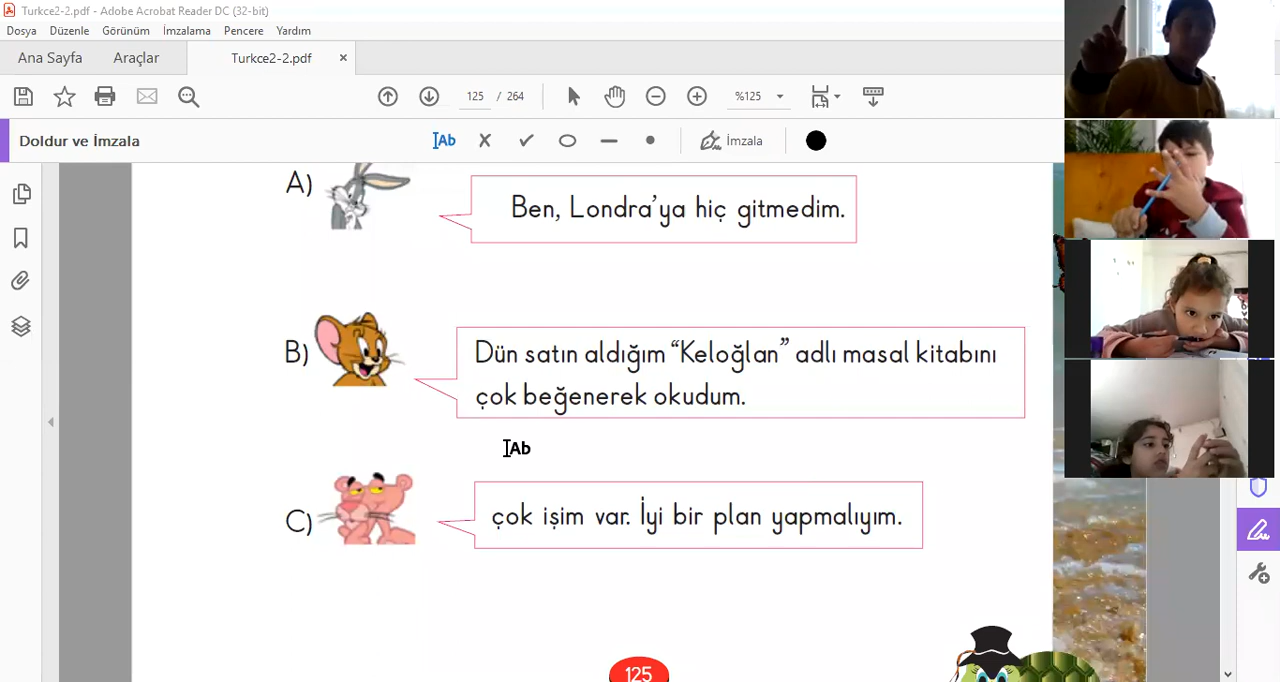 Turkce2-2.pdf - Adobe Acrobat Reader DC (32-bit)
Dosya Düzenle Görünüm İmzalama Pencere Yardım
Ana Sayfa Araçlar Turkce2-2.pdf ×
125 / 264 %125
Doldur ve İmzala Ab İmzala
A) Ben, Londra'ya hiç gitmedim.
B) Dün satın aldığım “Keloğlan” adlı masal kitabını
çok beğenerek okudum.
Ab
C) çok işim var. İyi bir plan yapmalıyım.
125